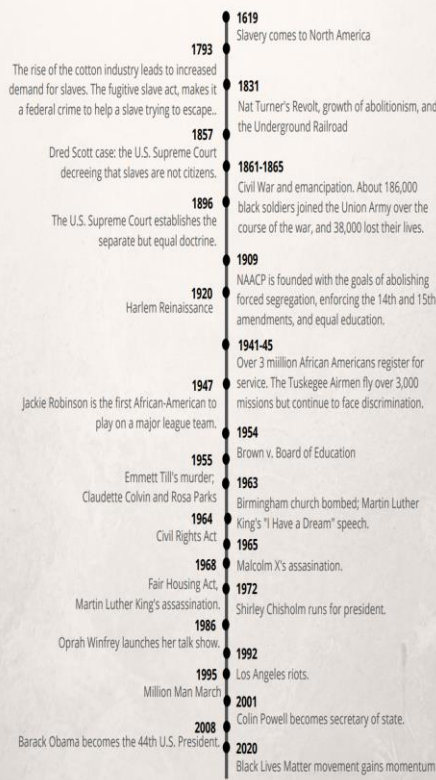 1619
Slavery comes to North America
1793
The rise of the cotton industry leads to increased
demand for slaves. The fugitive slave act, makes it
a federal crime to help a slave trying to escape..
1831
Nat Turner's Revolt, growth of abolitionism, and
the Underground Railroad
1857
Dred Scott case: the U.S. Supreme Court
decreeing that slaves are not citizens.
1861-1865
Civil War and emancipation. About 186,000
black soldiers joined the Union Army over the
course of the war, and 38,000 lost their lives.
1896
The U.S. Supreme Court establishes the
separate but equal doctrine.
1909
NAACP is founded with the goals of abolishing
forced segregation, enforcing the 14th and 15th
amendments, and equal education.
1920
Harlem Reinaissance
1941-45
Over 3 miillion African Americans register for
service. The Tuskegee Airmen fly over 3,000
missions but continue to face discrimination.
1947
Jackie Robinson is the first African-American to
play on a major league team.
1954
Brown v. Board of Education
1955
Emmett Till's murder;
Claudette Colvin and Rosa Parks
1963
Birmingham church bombed; Martin Luther
King's "I Have a Dream" speech.
1964
Civil Rights Act
1965
Malcolm X's assasination.
1968
Fair Housing Act,
Martin Luther King's assassination.
1972
Shirley Chisholm runs for president.
1986
Oprah Winfrey launches her talk show.
1992
Los Angeles riots.
1995
Million Man March
2001
Colin Powell becomes secretary of state.
2008
Barack Obama becomes the 44th U.S. President.
2020
Black Lives Matter movement gains momentum